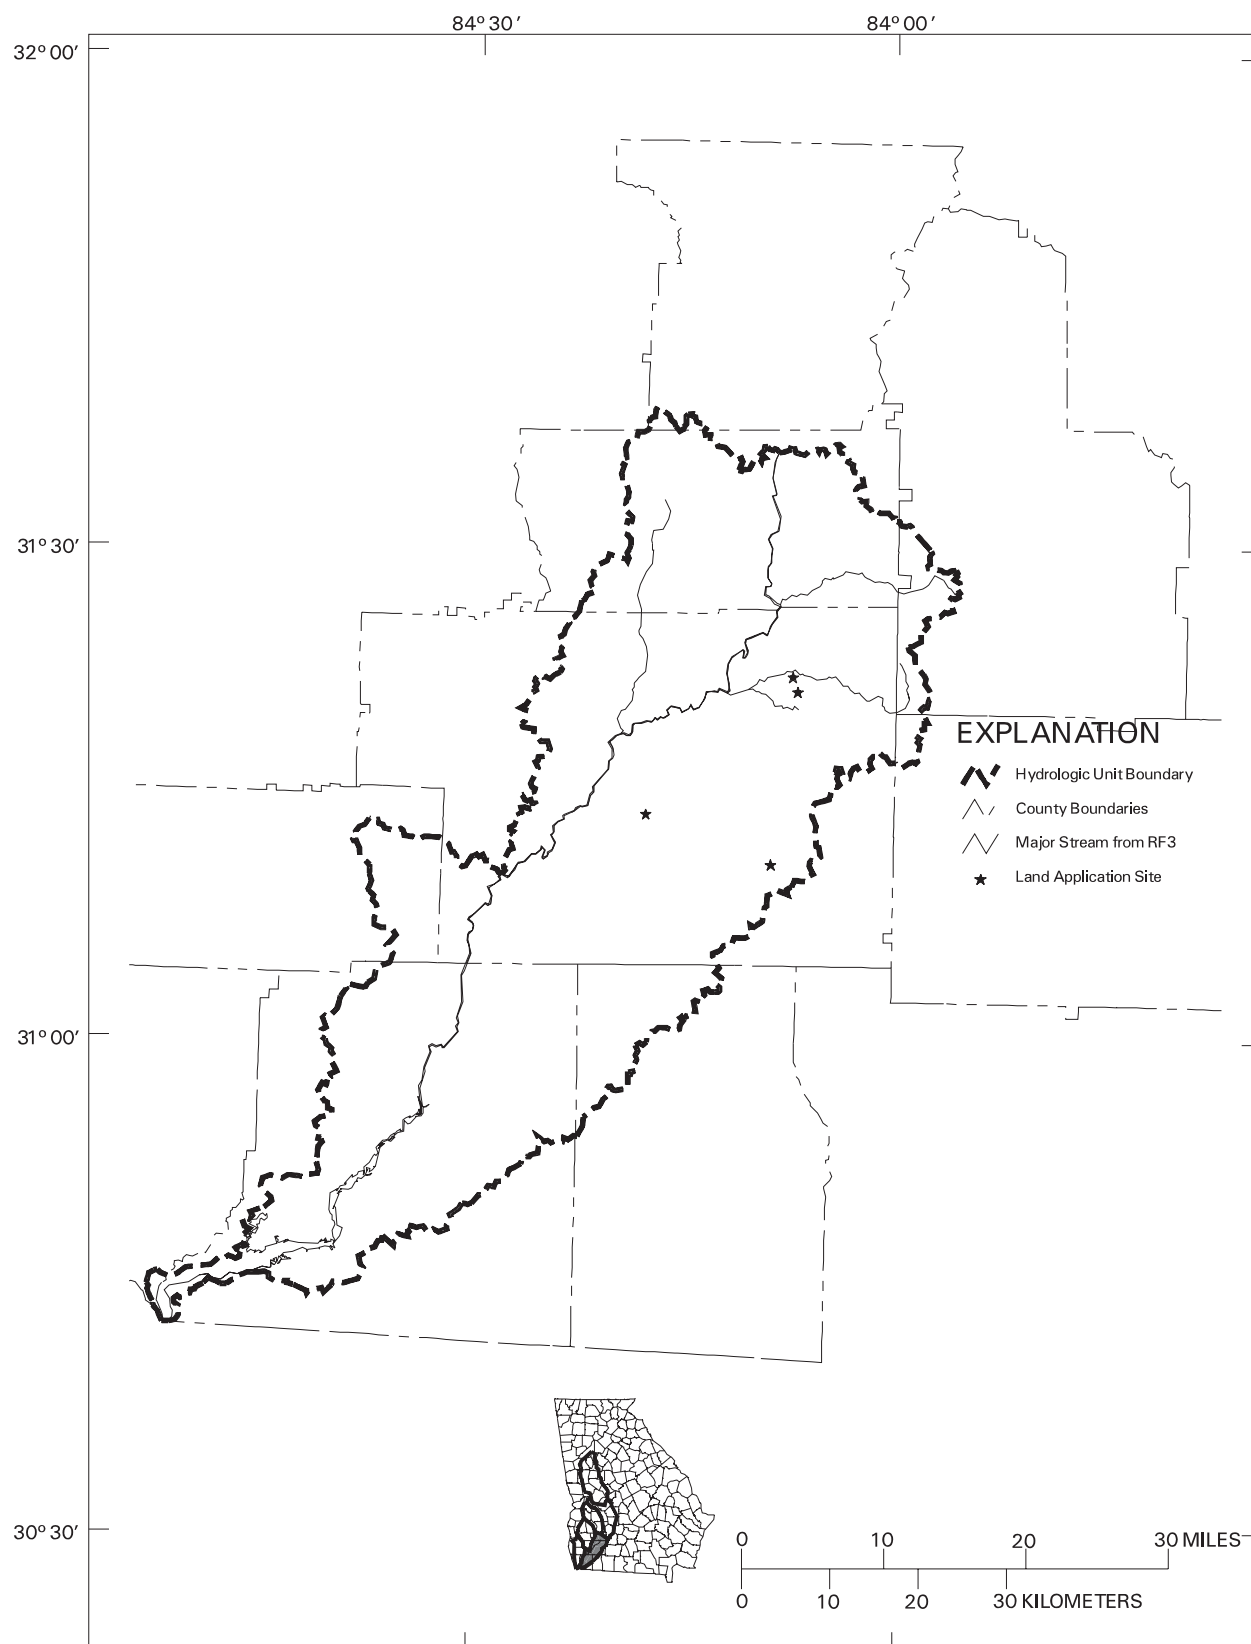 84° 30′ 84° 00′
32° 00′
31° 30′
EXPLANATION
Hydrologic Unit Boundary
County Boundaries
Major Stream from RF3
Land Application Site
31° 00′
30° 30′
0 10 20 30 MILES
0 10 20 30 KILOMETERS